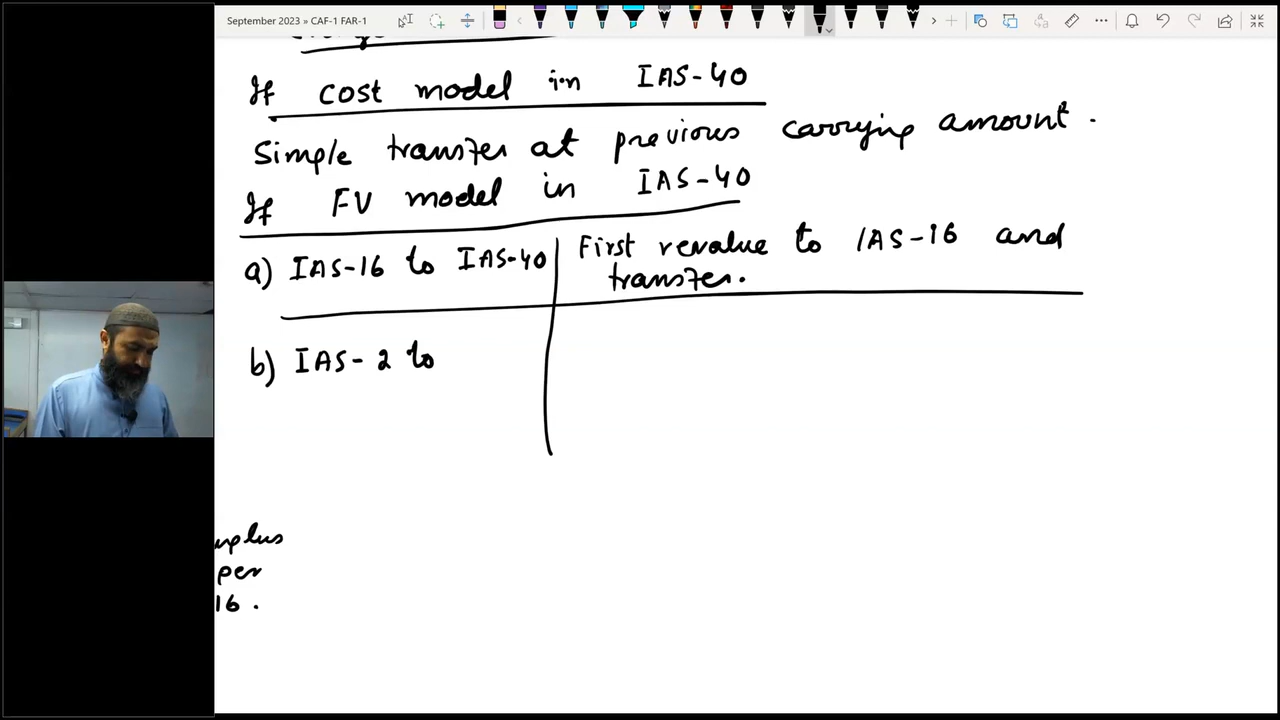 September 2023 » CAF-1 FAR-1
If cost model in IAS-40
Simple transfer at previous carrying amount.
If FV model in IAS-40
a) IAS-16 to IAS-40
First revalue to IAS-16 and
transfer.
b) IAS-2 to
per
16.